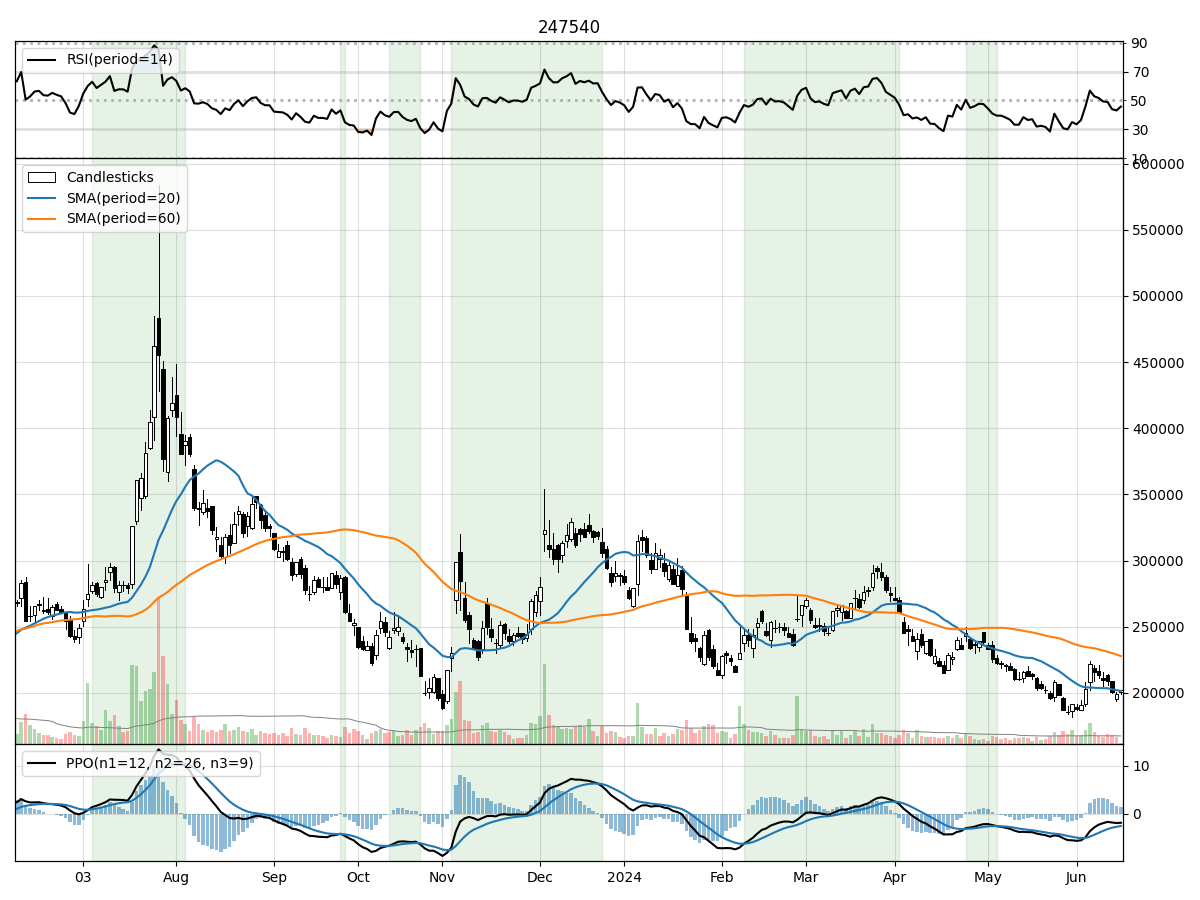 247540
RSI(period=14)
90
70
50
30
10
Candlesticks
SMA(period=20)
SMA(period=60)
600000
550000
500000
450000
400000
350000
300000
250000
200000
PPO(n1=12, n2=26, n3=9)
10
0
03 Aug Sep Oct Nov Dec 2024 Feb Mar Apr May Jun